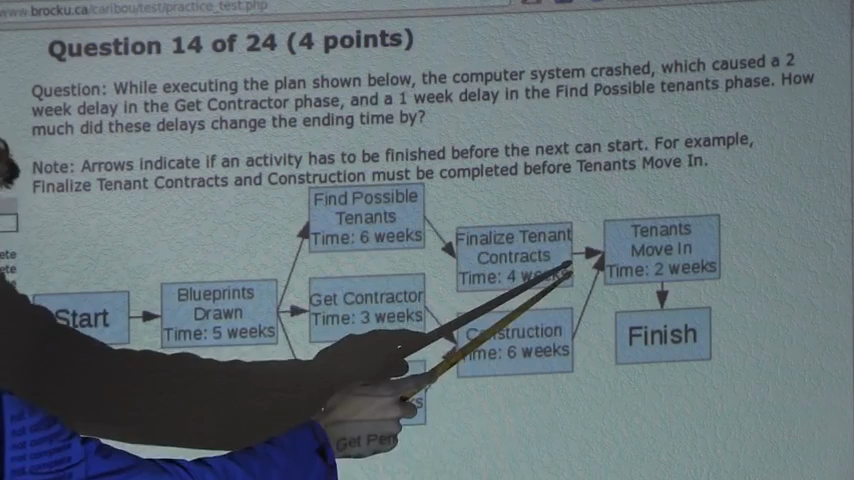 www.brocku.ca/caribou/test/practice_test.php
Question 14 of 24 (4 points)
Question: While executing the plan shown below, the computer system crashed, which caused a 2
week delay in the Get Contractor phase, and a 1 week delay in the Find Possible tenants phase. How
much did these delays change the ending time by?
Note: Arrows indicate if an activity has to be finished before the next can start. For example,
Finalize Tenant Contracts and Construction must be completed before Tenants Move In.
Start
Blueprints
Drawn
Time: 5 weeks
Find Possible
Tenants
Time: 6 weeks
Get Contractor
Time: 3 weeks
Get
Finalize Tenant
Contracts
Time: 4 weeks
Construction
Time: 6 weeks
Tenants
Move In
Time: 2 weeks
Finish